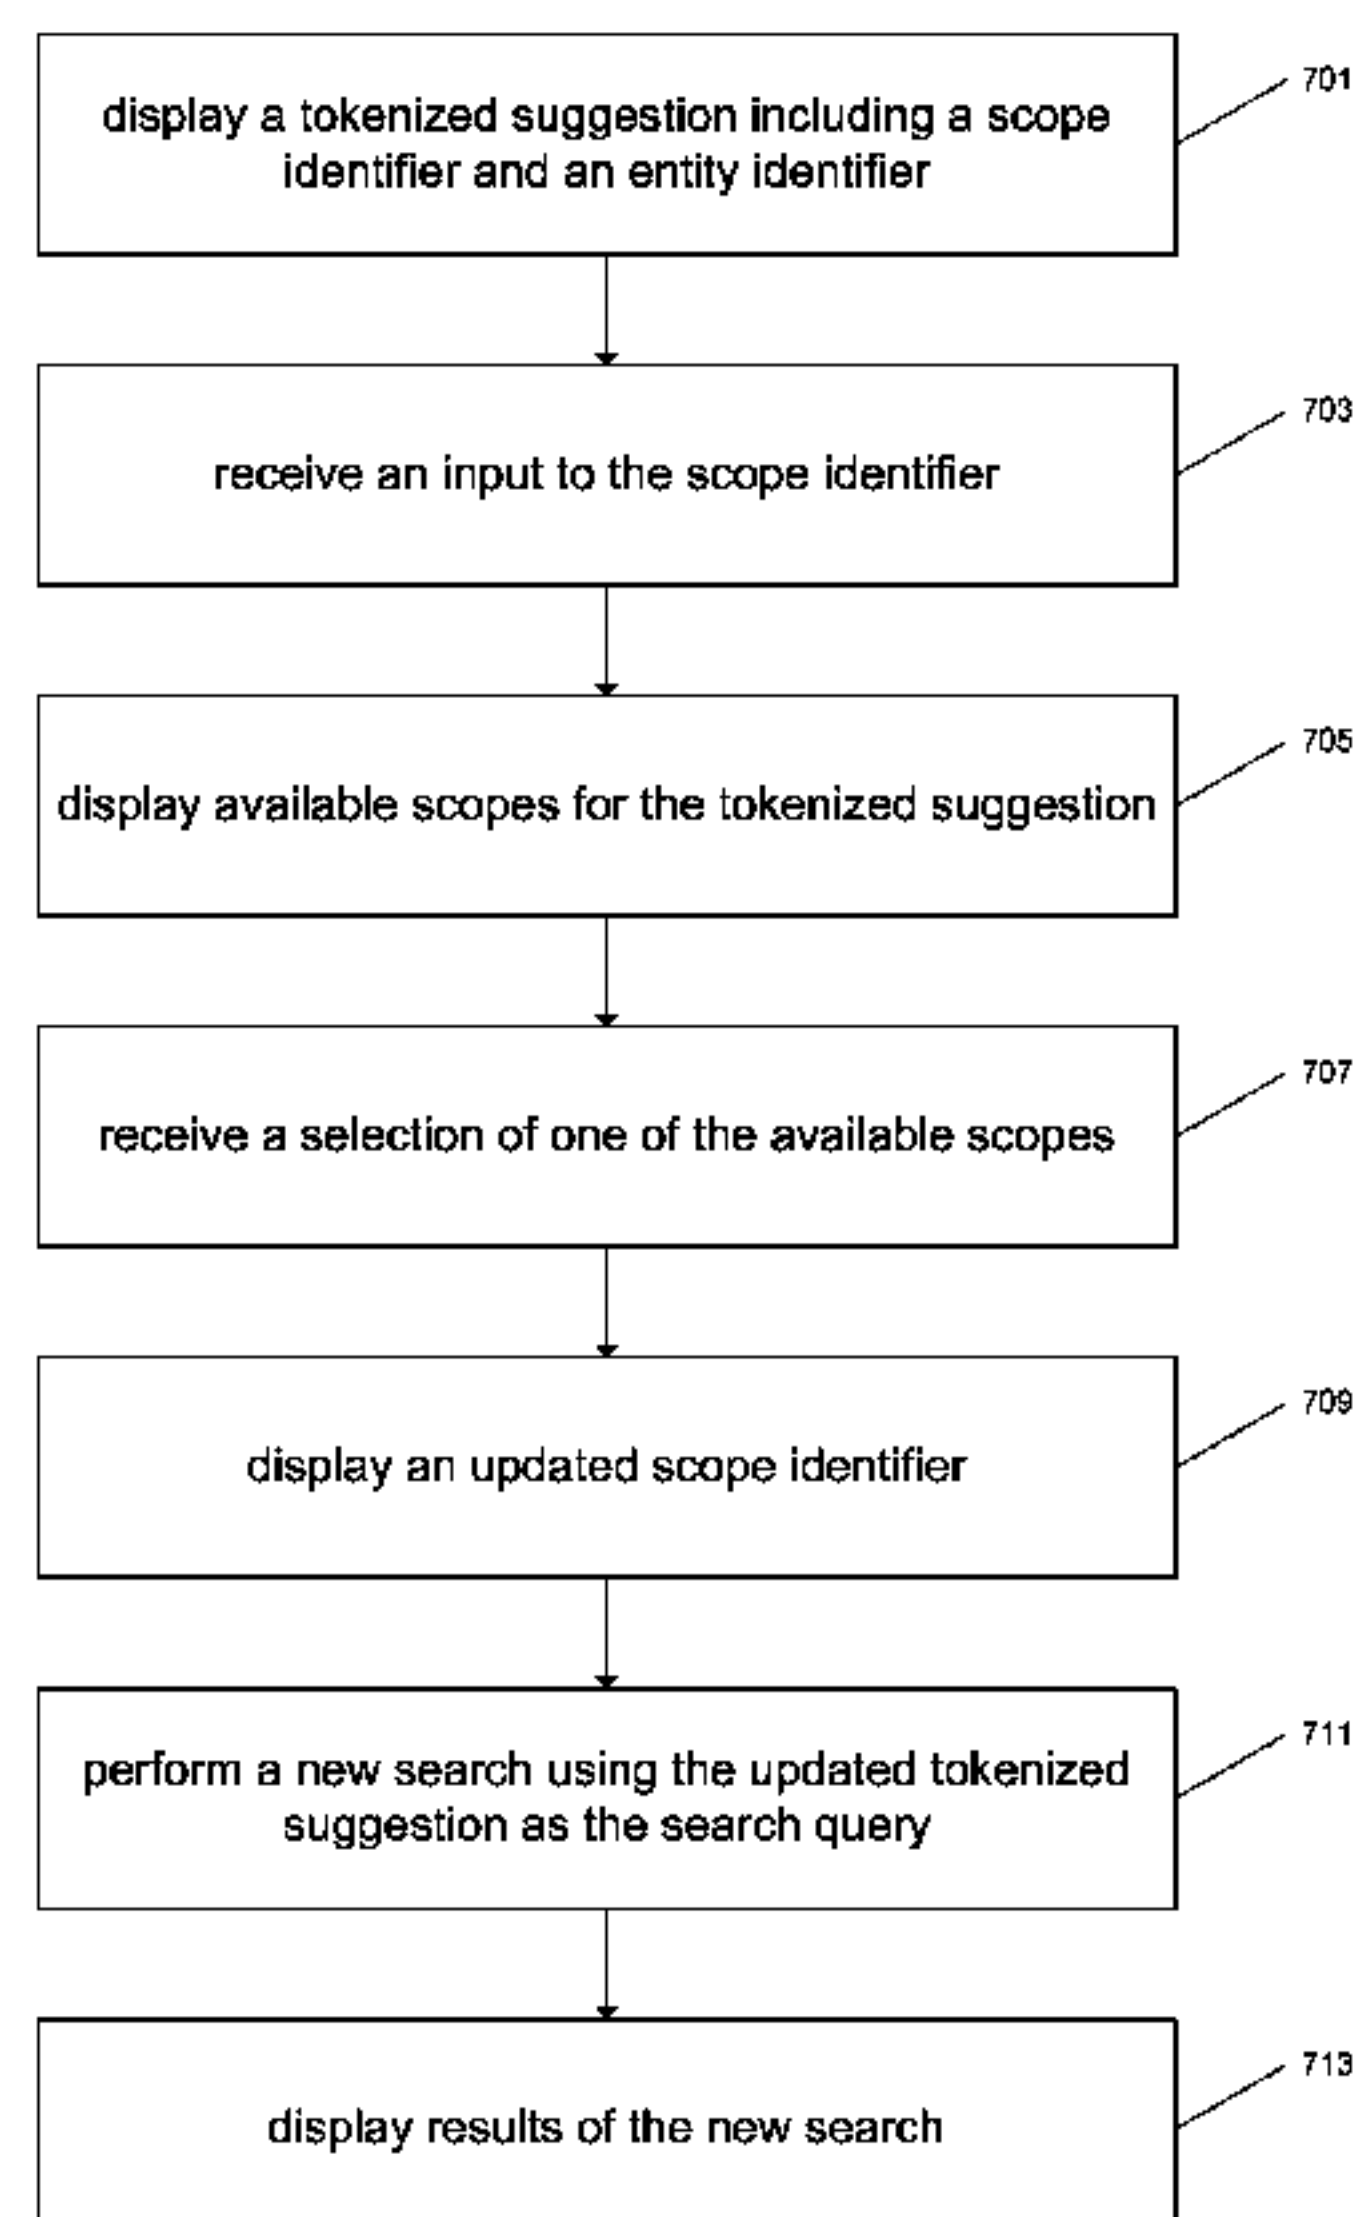 display a tokenized suggestion including a scope
identifier and an entity identifier
701
receive an input to the scope identifier
703
display available scopes for the tokenized suggestion
705
receive a selection of one of the available scopes
707
display an updated scope identifier
709
perform a new search using the updated tokenized
suggestion as the search query
711
display results of the new search
713